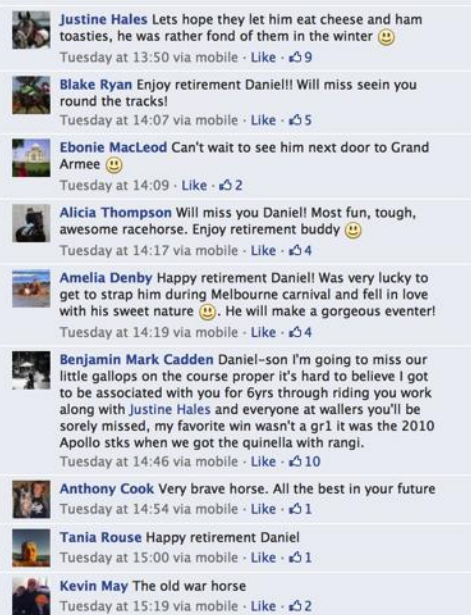 Justine Hales Lets hope they let him eat cheese and ham
toasties, he was rather fond of them in the winter
Tuesday at 13:50 via mobile · Like · 9
Blake Ryan Enjoy retirement Daniel!! Will miss seein you
round the tracks!
Tuesday at 14:07 via mobile · Like · 5
Ebonie MacLeod Can't wait to see him next door to Grand
Armee
Tuesday at 14:09 · Like · 2
Alicia Thompson Will miss you Daniel! Most fun, tough,
awesome racehorse. Enjoy retirement buddy
Tuesday at 14:17 via mobile · Like · 4
Amelia Denby Happy retirement Daniel! Was very lucky to
get to strap him during Melbourne carnival and fell in love
with his sweet nature . He will make a gorgeous eventer!
Tuesday at 14:19 via mobile · Like · 4
Benjamin Mark Cadden Daniel-son I'm going to miss our
little gallops on the course proper it's hard to believe I got
to be associated with you for 6yrs through riding you work
along with Justine Hales and everyone at wallers you'll be
sorely missed, my favorite win wasn't a gr1 it was the 2010
Apollo stks when we got the quinella with rangi.
Tuesday at 14:46 via mobile · Like · 10
Anthony Cook Very brave horse. All the best in your future
Tuesday at 14:54 via mobile · Like · 1
Tania Rouse Happy retirement Daniel
Tuesday at 15:00 via mobile · Like · 1
Kevin May The old war horse
Tuesday at 15:19 via mobile · Like · 2